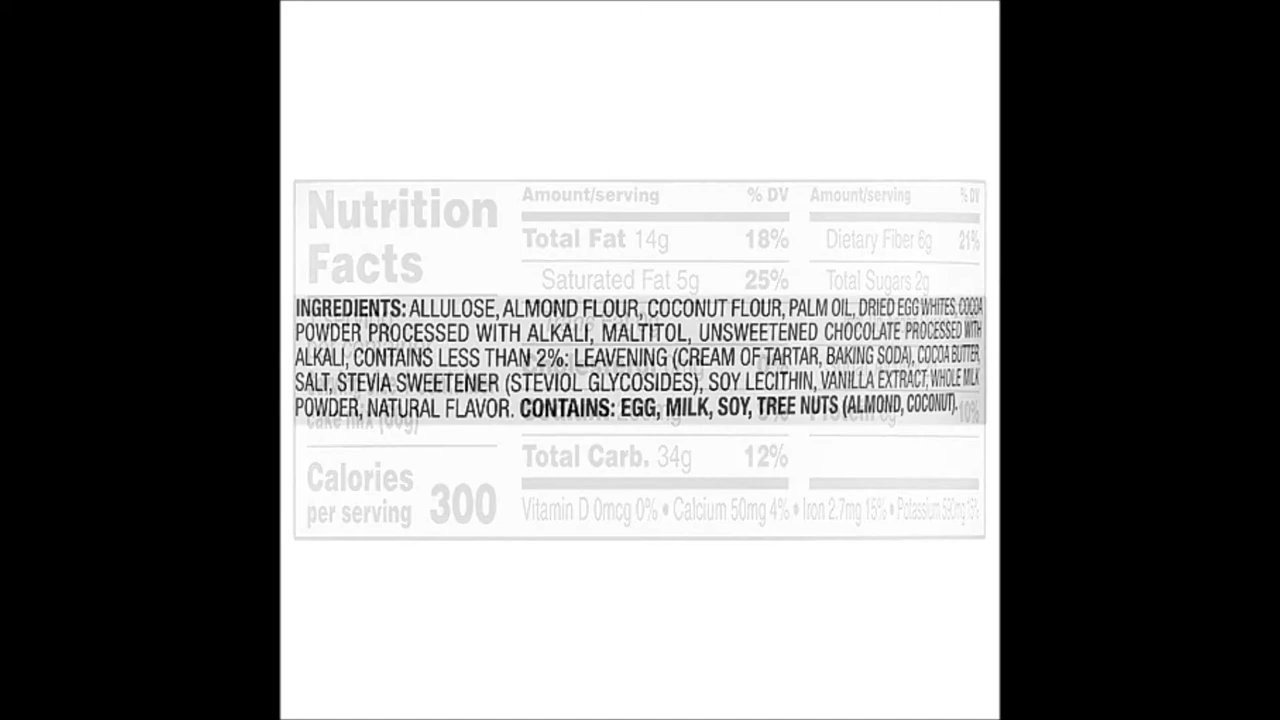 Nutrition
Facts
Calories
per serving 300
Amount/serving % DV
Total Fat 14g 18%
Saturated Fat 5g 25%
Total Carb. 34g 12%
Amount/serving % DV
Dietary Fiber 6g 21%
Total Sugars 2g
Vitamin D 0mcg 0% • Calcium 50mg 4% • Iron 2.7mg 15% • Potassium 590mg 15%
INGREDIENTS: ALLULOSE, ALMOND FLOUR, COCONUT FLOUR, PALM OIL, DRIED EGG WHITES, COCOA
POWDER PROCESSED WITH ALKALI, MALTITOL, UNSWEETENED CHOCOLATE PROCESSED WITH
ALKALI, CONTAINS LESS THAN 2%: LEAVENING (CREAM OF TARTAR, BAKING SODA), COCOA BUTTER,
SALT, STEVIA SWEETENER (STEVIOL GLYCOSIDES), SOY LECITHIN, VANILLA EXTRACT, WHOLE MILK
POWDER, NATURAL FLAVOR. CONTAINS: EGG, MILK, SOY, TREE NUTS (ALMOND, COCONUT).